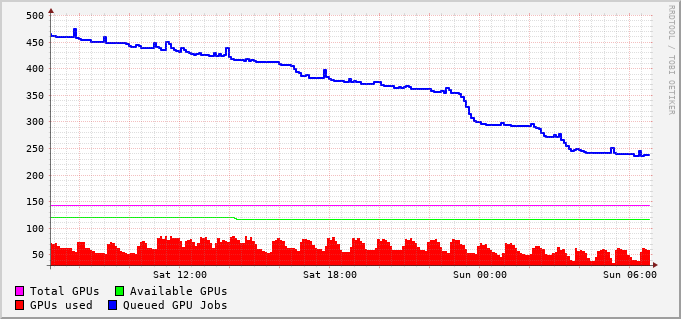 500
450
400
350
300
250
200
150
100
50
Sat 12:00 Sat 18:00 Sun 00:00 Sun 06:00
Total GPUs Available GPUs
GPUs used Queued GPU Jobs
RRDTOOL / TOBI OETIKER